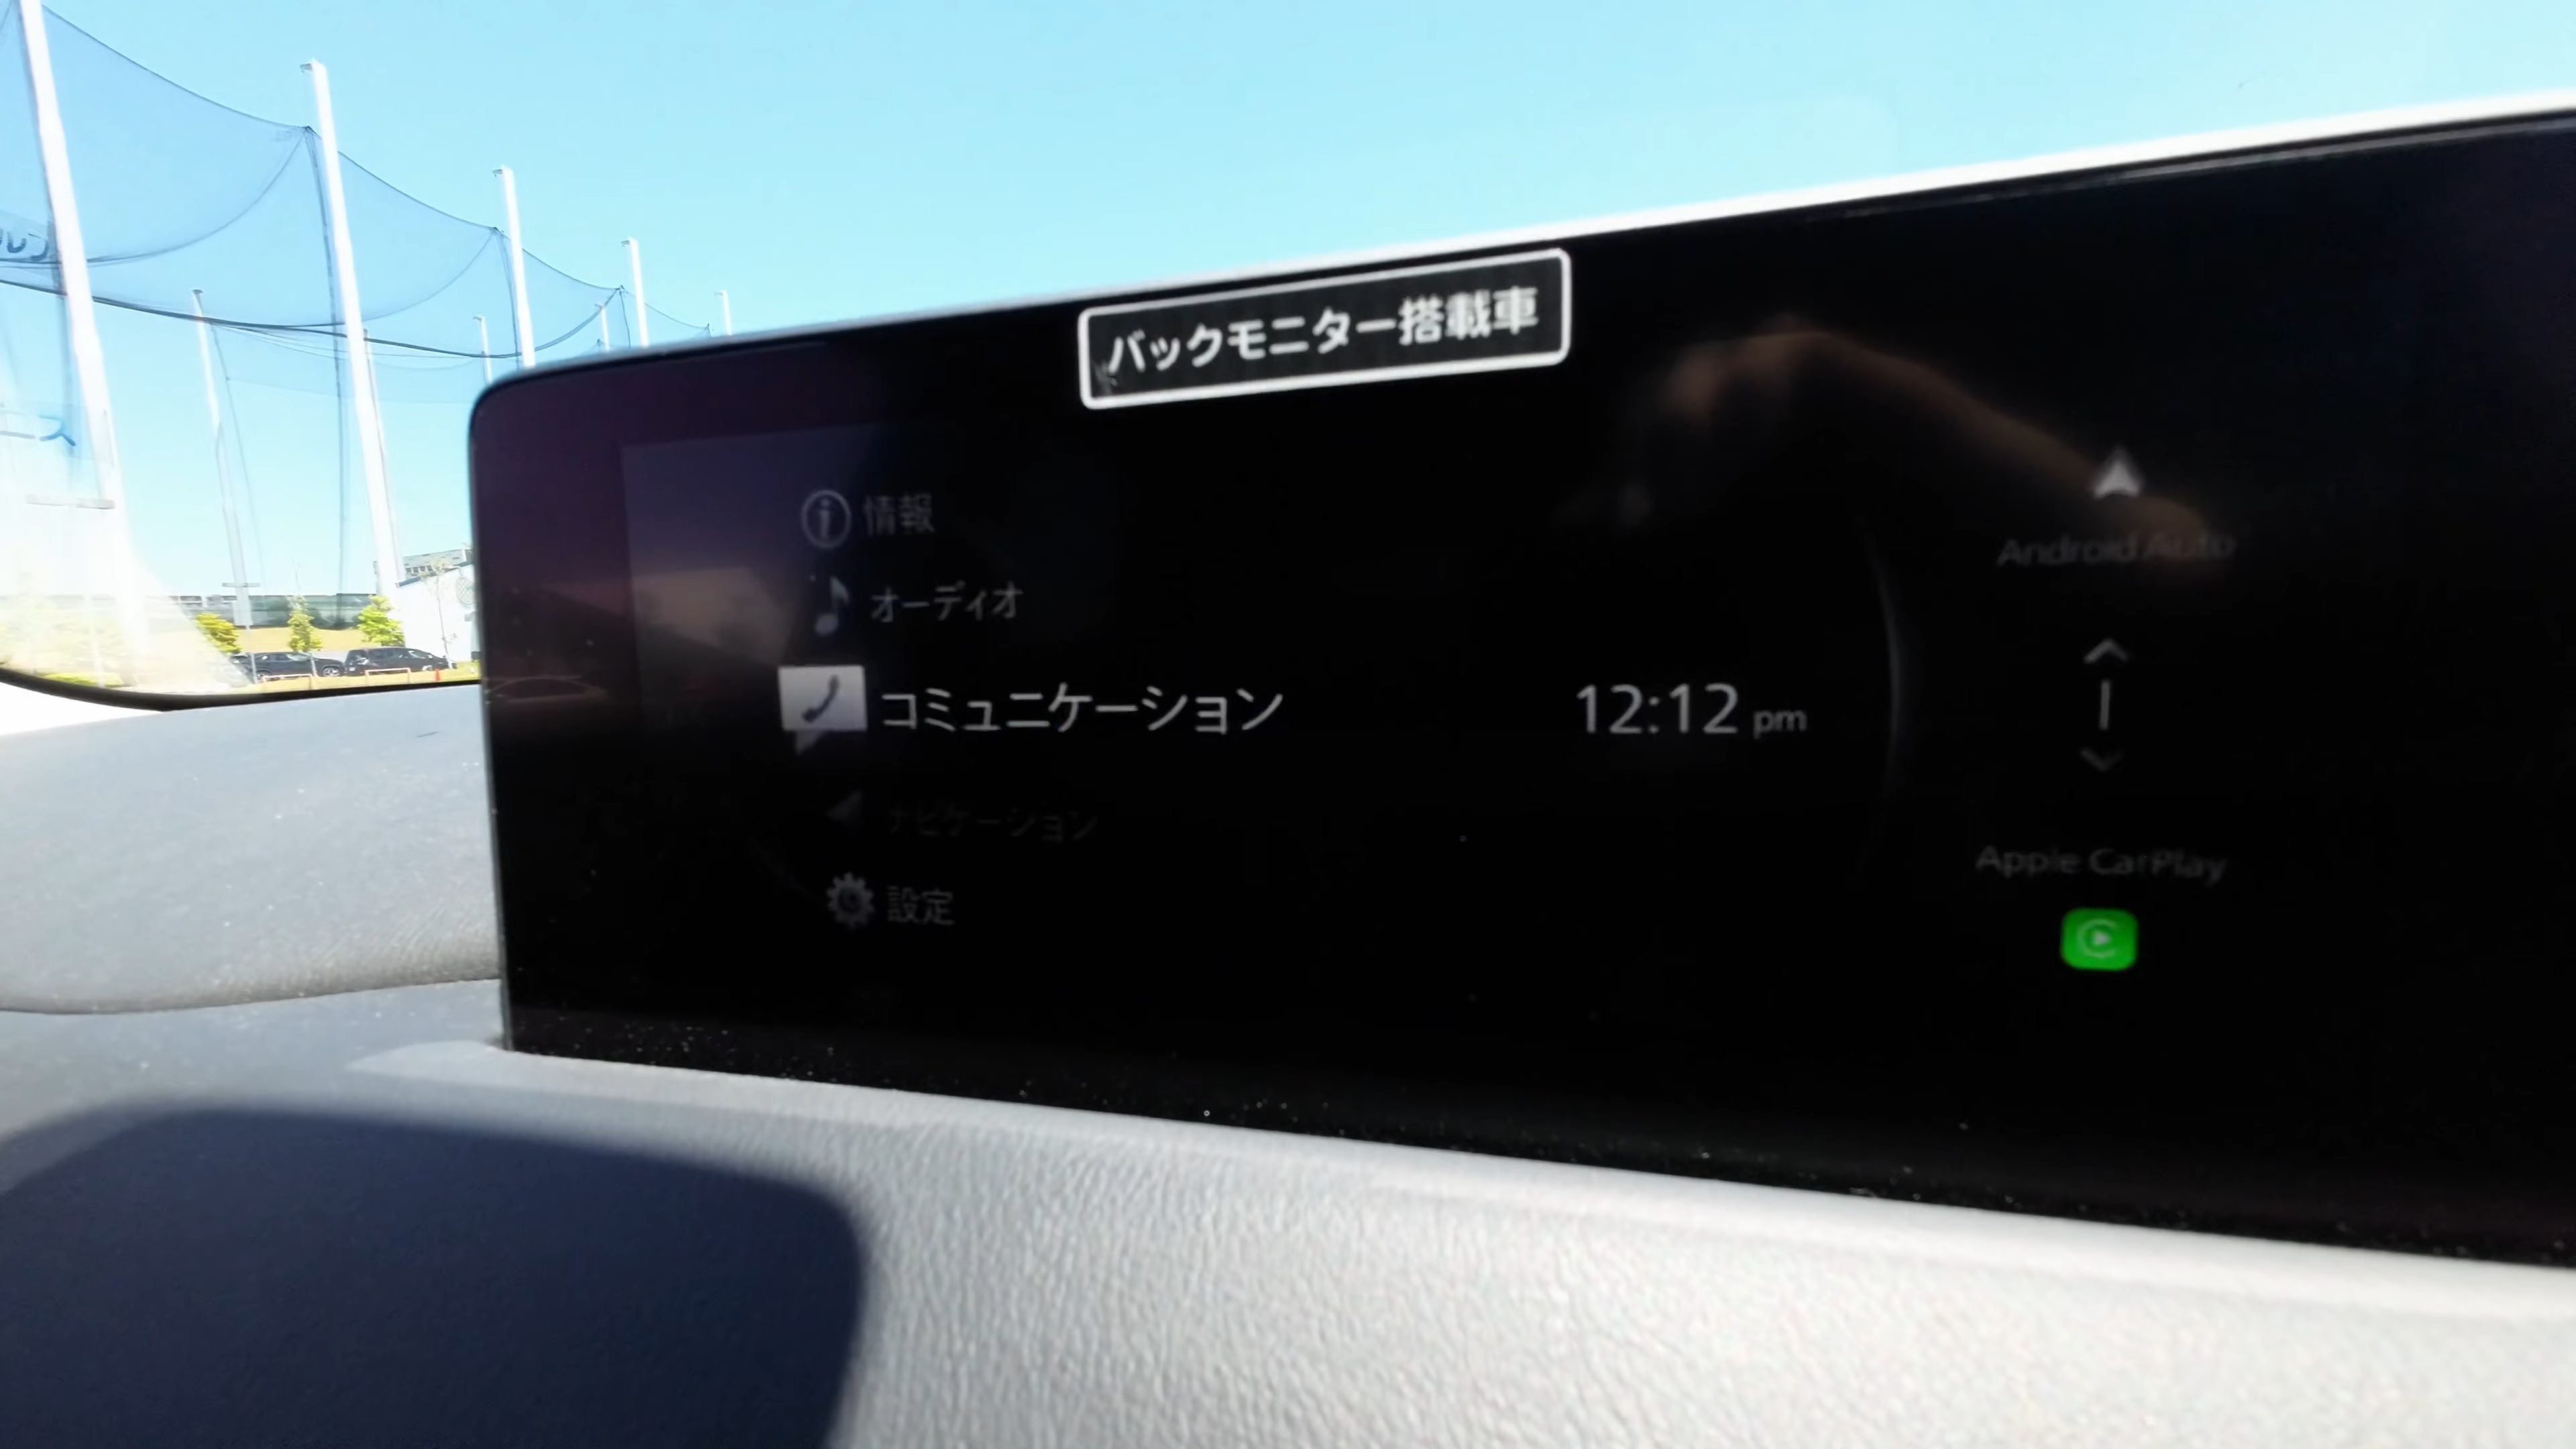 バックモニター搭載車
情報
オーディオ
コミュニケーション
ナビゲーション
設定
12:12 pm
Android Auto
Apple CarPlay